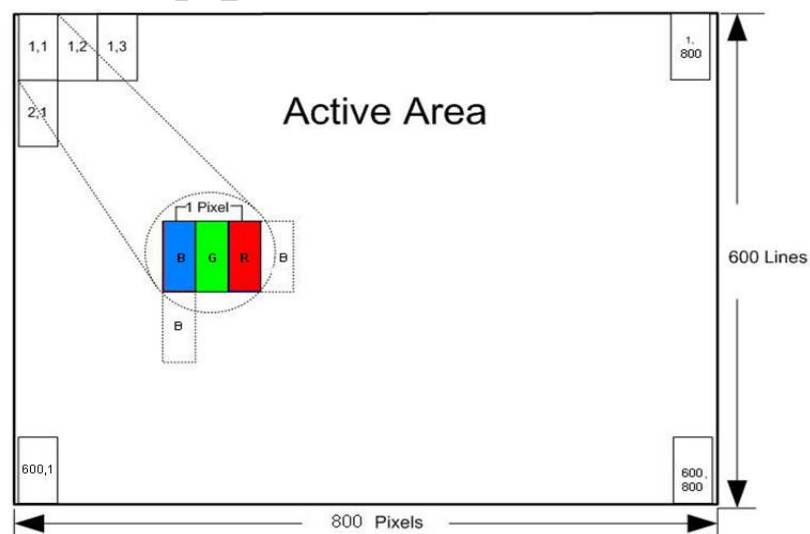 1,1 1,2 1,3
1,
800
2,1
Active Area
1 Pixel
B G R B
B
600 Lines
600,1
600,
800
800 Pixels